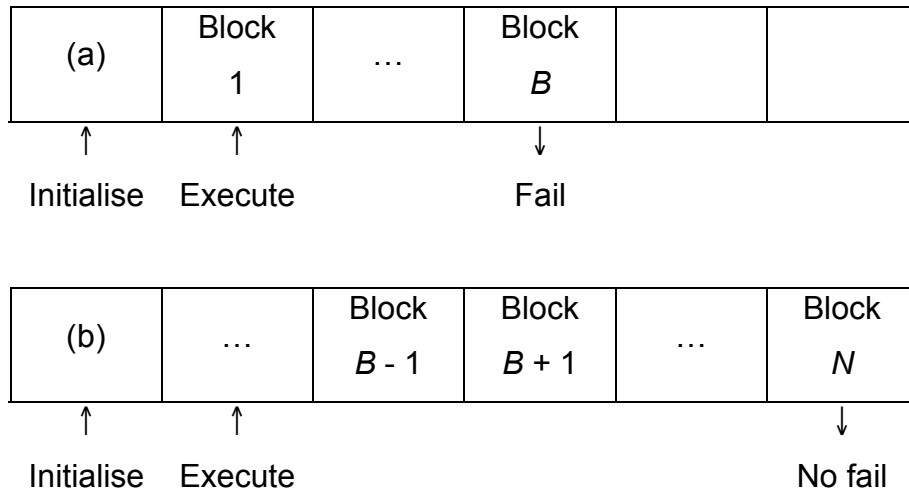 (a)
Block
1
…
Block
B
Initialise
Execute
Fail
(b)
…
Block
B - 1
Block
B + 1
…
Block
N
Initialise
Execute
No fail